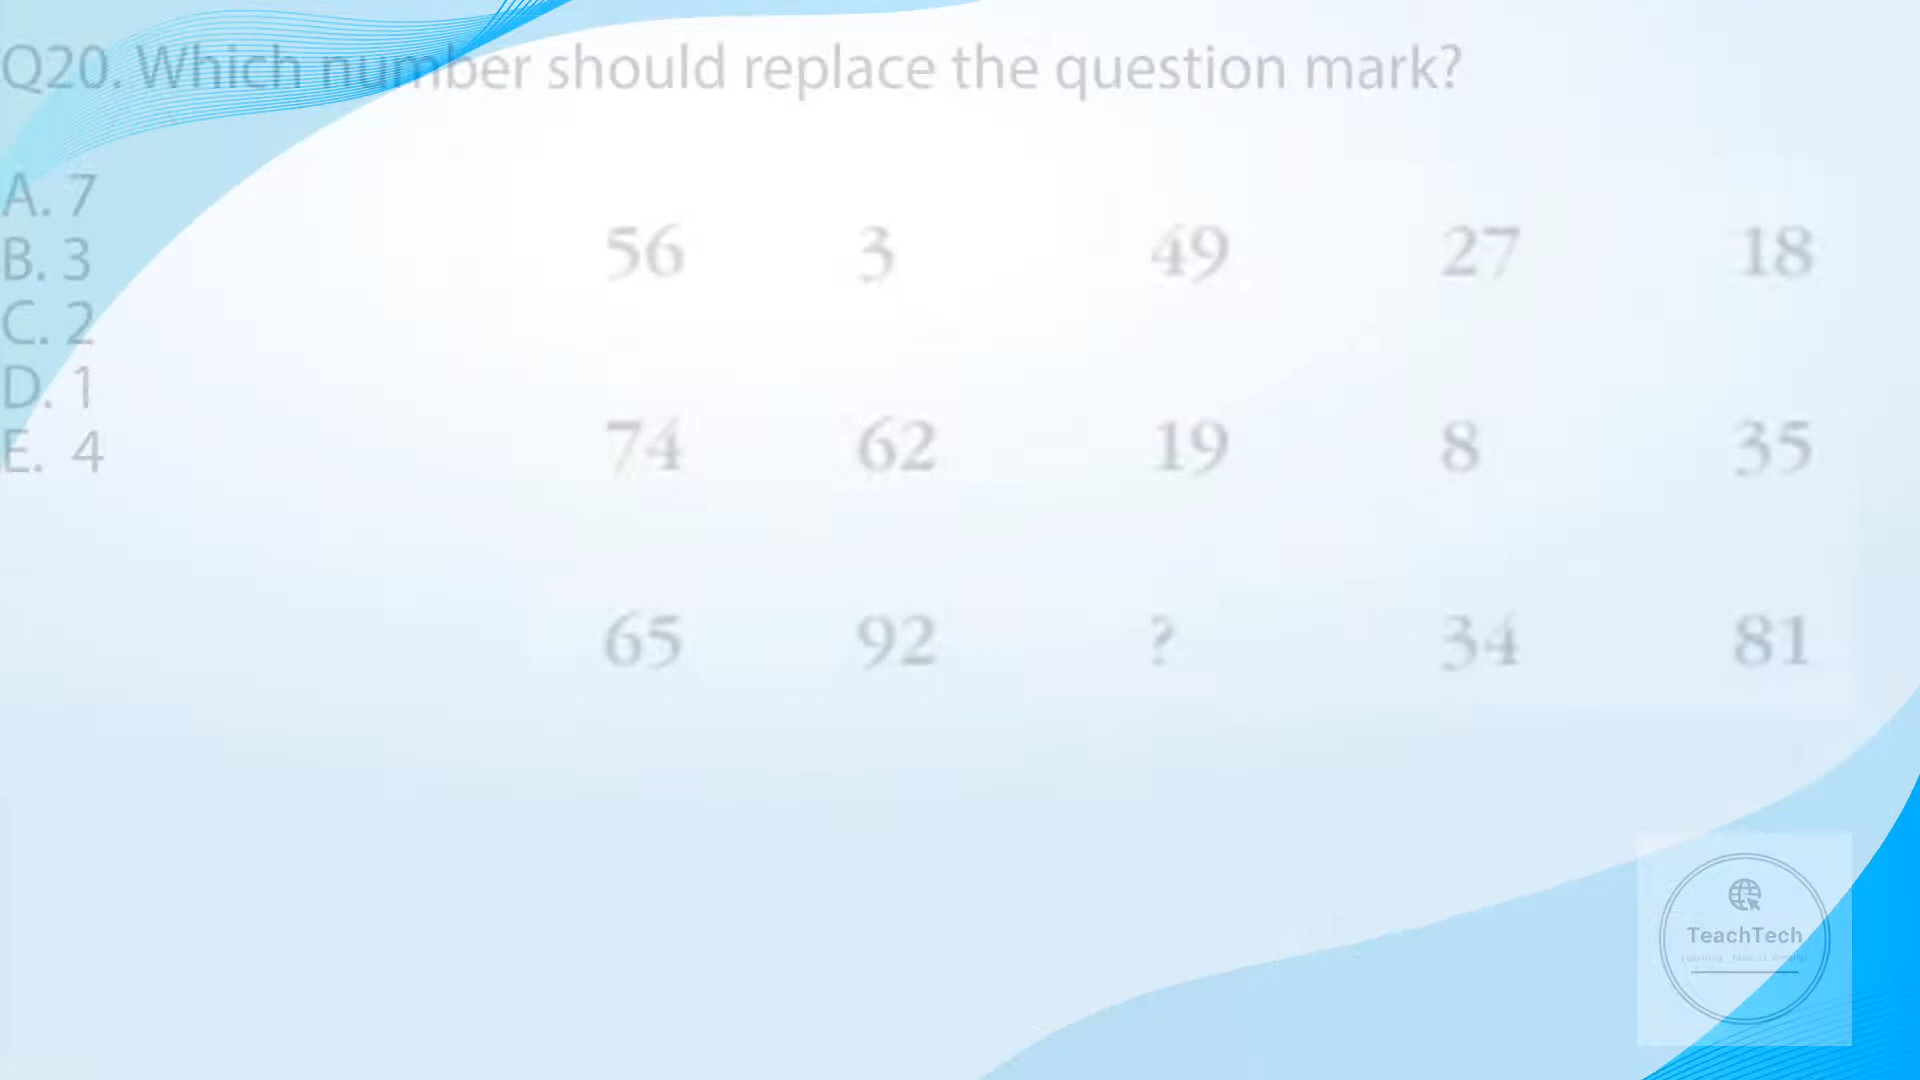 Q20. Which number should replace the question mark?
A. 7
B. 3
C. 2
D. 1
E. 4
56 3 49 27 18
74 62 19 8 35
65 92 ? 34 81
TeachTech